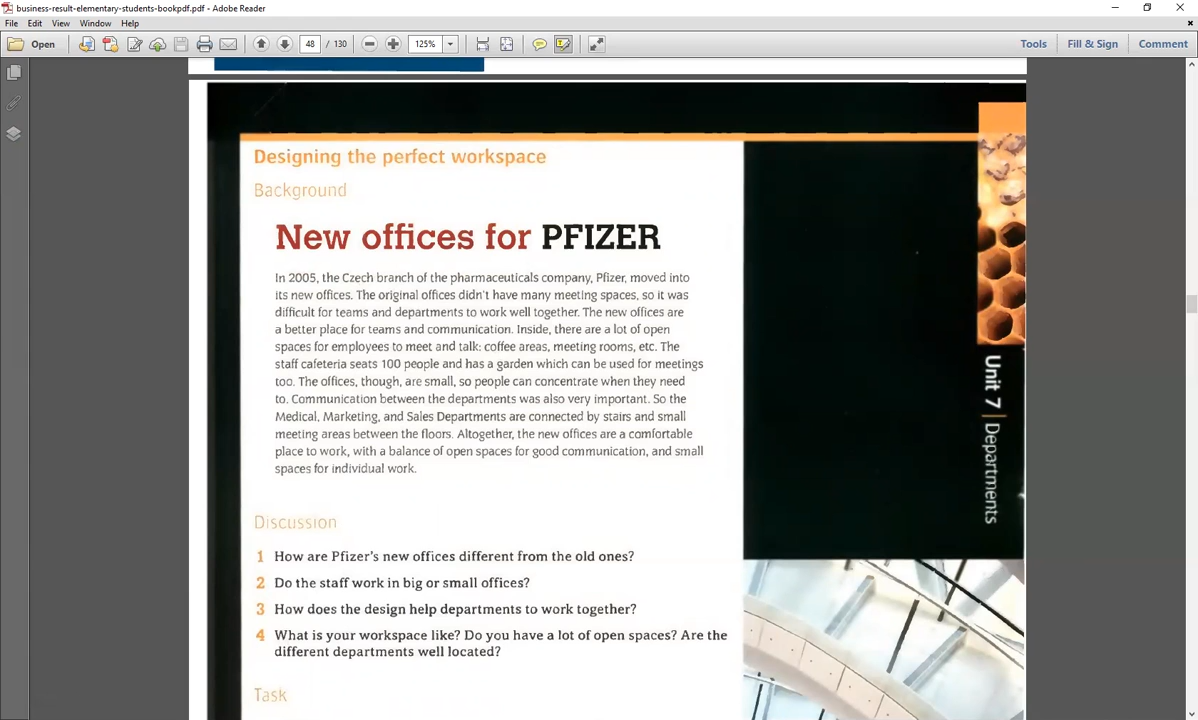 business-result-elementary-students-bookpdf.pdf - Adobe Reader
File Edit View Window Help
Open 48 / 130 125% Tools Fill & Sign Comment
Designing the perfect workspace
Background
New offices for PFIZER
In 2005, the Czech branch of the pharmaceuticals company, Pfizer, moved into
its new offices. The original offices didn't have many meeting spaces, so it was
difficult for teams and departments to work well together. The new offices are
a better place for teams and communication. Inside, there are a lot of open
spaces for employees to meet and talk: coffee areas, meeting rooms, etc. The
staff cafeteria seats 100 people and has a garden which can be used for meetings
too. The offices, though, are small, so people can concentrate when they need
to. Communication between the departments was also very important. So the
Medical, Marketing, and Sales Departments are connected by stairs and small
meeting areas between the floors. Altogether, the new offices are a comfortable
place to work, with a balance of open spaces for good communication, and small
spaces for individual work.
Discussion
1 How are Pfizer's new offices different from the old ones?
2 Do the staff work in big or small offices?
3 How does the design help departments to work together?
4 What is your workspace like? Do you have a lot of open spaces? Are the
different departments well located?
Task
Unit 7 | Departments